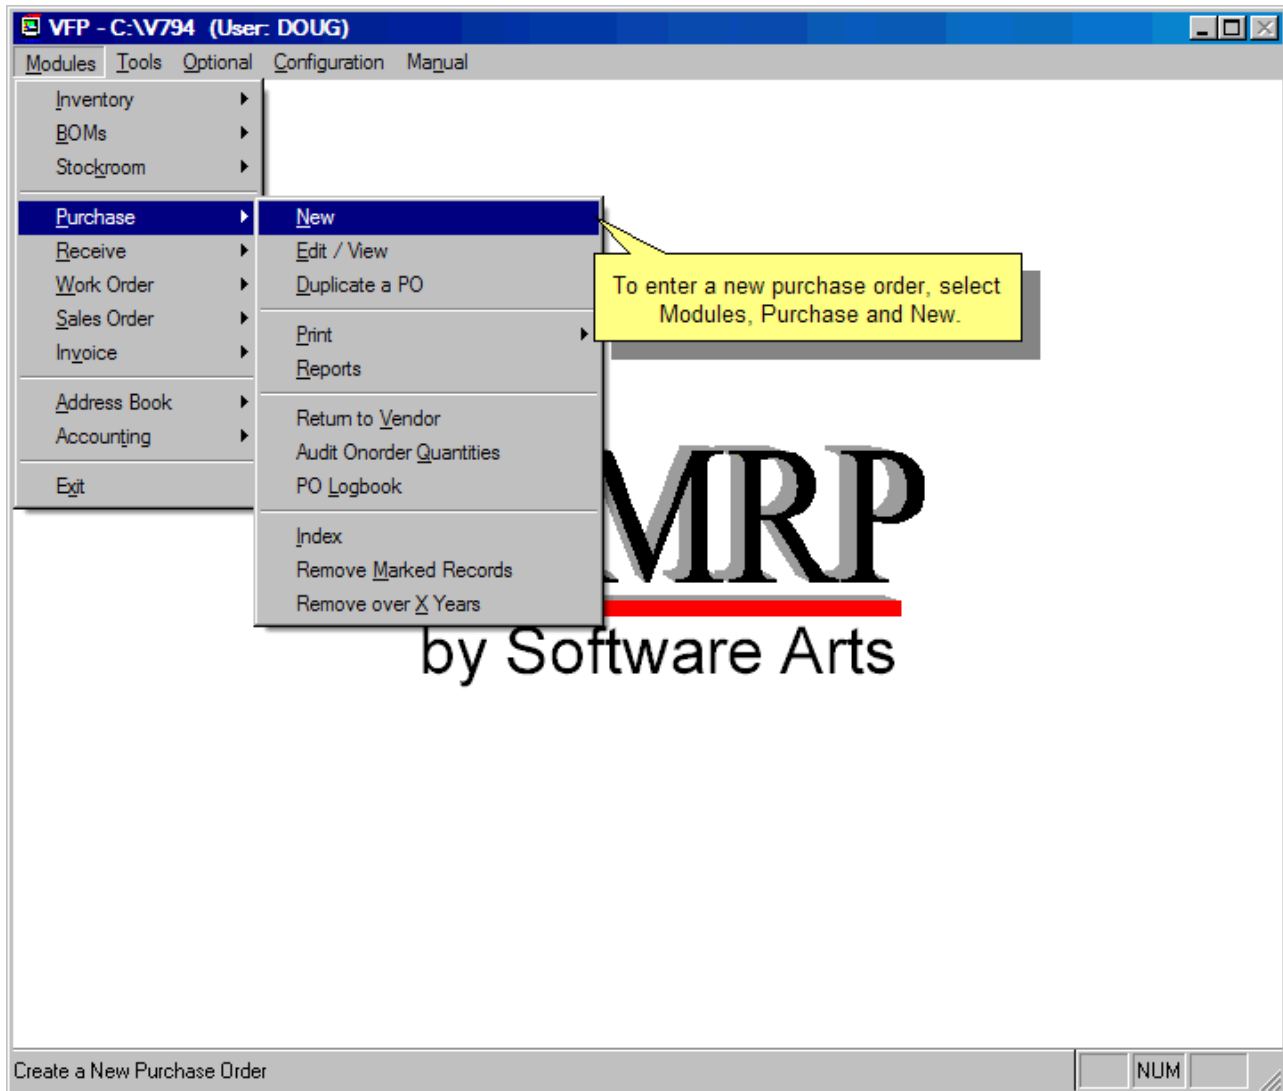 VFP - C:\V794 (User: DOUG)
Modules Tools Optional Configuration Manual
Inventory
BOMs
Stockroom
Purchase
Receive
Work Order
Sales Order
Invoice
Address Book
Accounting
Exit
New
Edit / View
Duplicate a PO
Print
Reports
Return to Vendor
Audit Onorder Quantities
PO Logbook
Index
Remove Marked Records
Remove over X Years
To enter a new purchase order, select
Modules, Purchase and New.
MRP
by Software Arts
Create a New Purchase Order
NUM